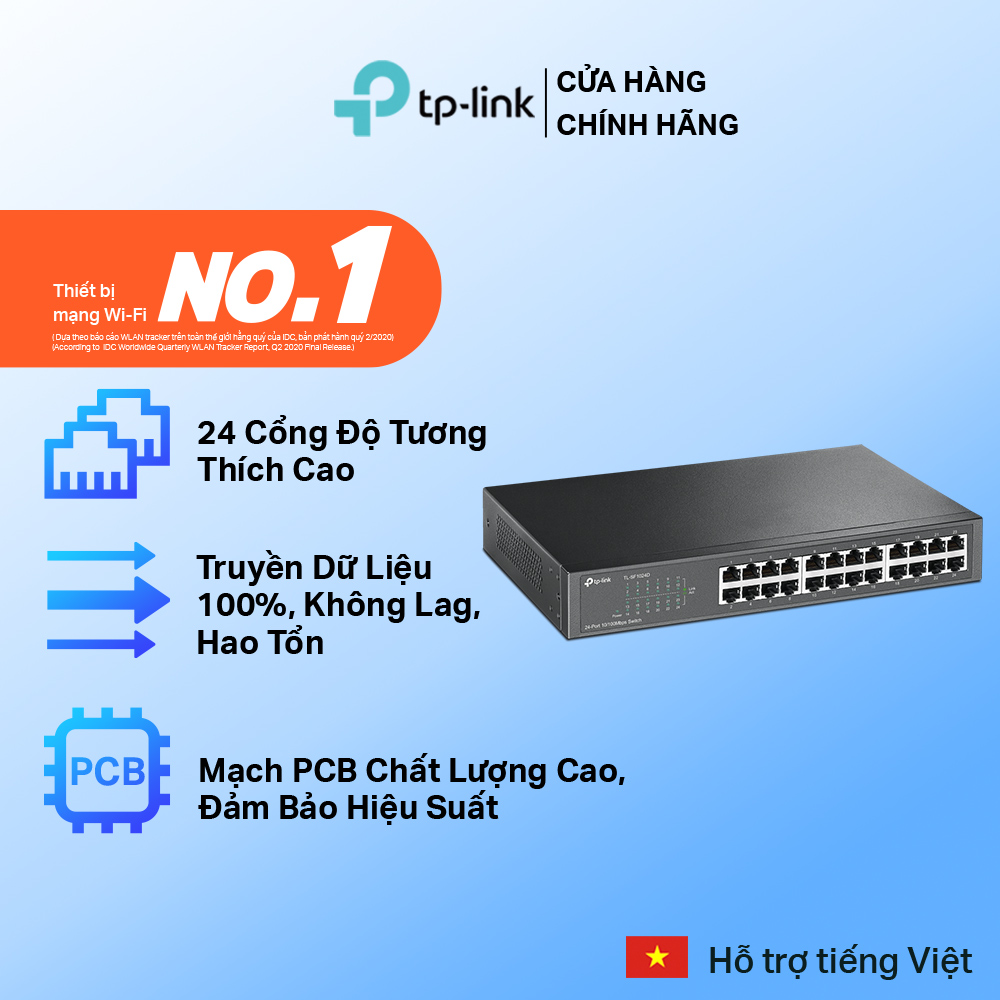 tp-link
CỬA HÀNG
CHÍNH HÃNG
Thiết bị
mạng Wi-Fi
NO.1
( Dựa theo báo cáo WLAN tracker trên toàn thế giới hằng quý của IDC, bản phát hành quý 2/2020)
(According to IDC Worldwide Quarterly WLAN Tracker Report, Q2 2020 Final Release.)
24 Cổng Độ Tương
Thích Cao
Truyền Dữ Liệu
100%, Không Lag,
Hao Tổn
PCB
Mạch PCB Chất Lượng Cao,
Đảm Bảo Hiệu Suất
tp-link
TL-SF1024D
Power
24-Port 10/100Mbps Switch
Hỗ trợ tiếng Việt